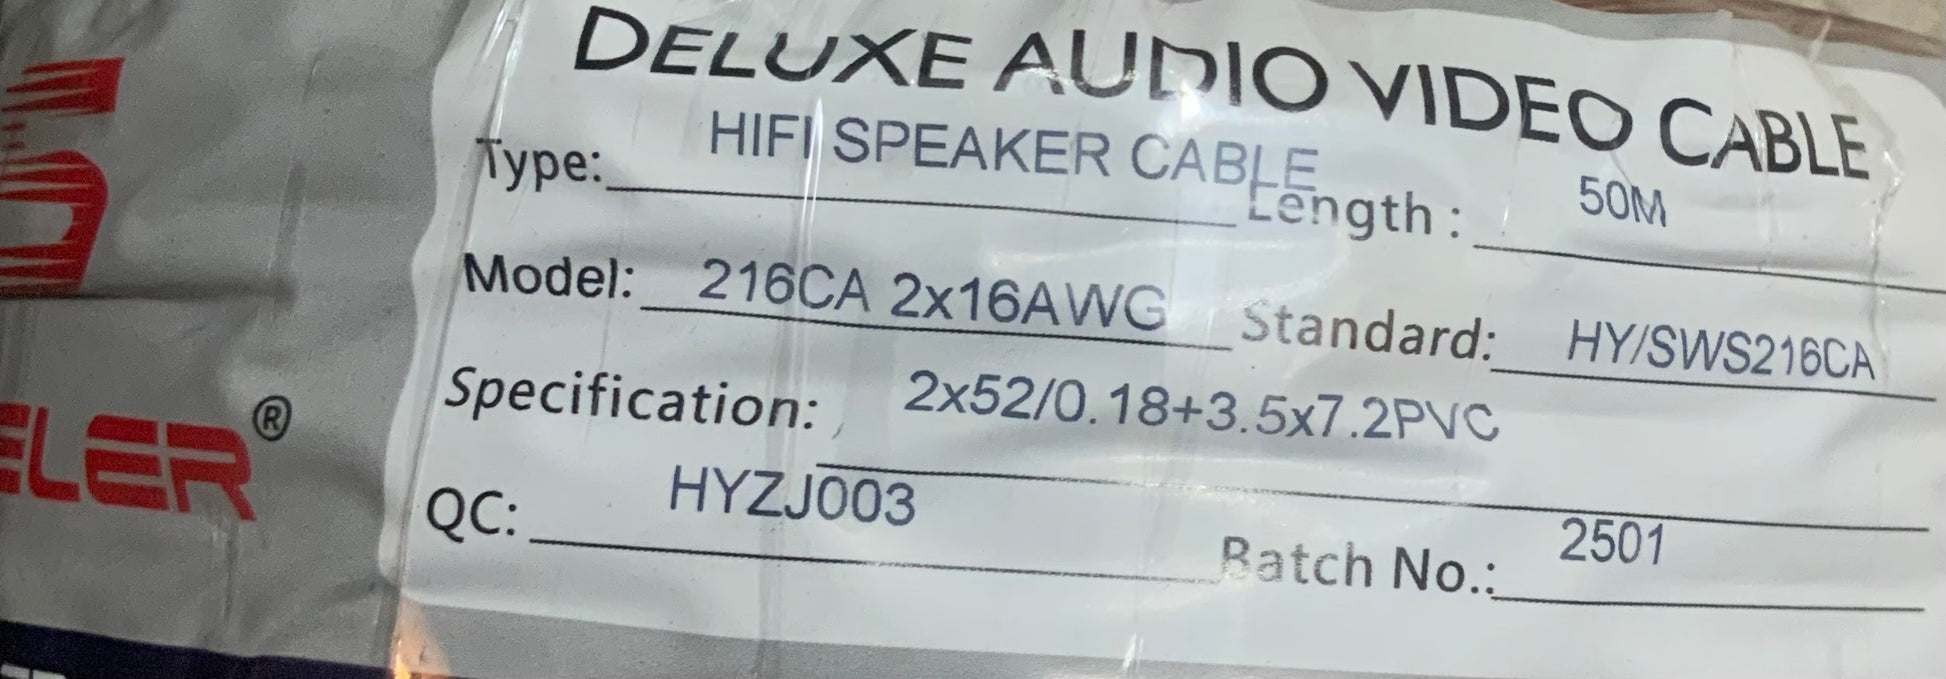 DELUXE AUDIO VIDEO CABLE
Type: HIFI SPEAKER CABLE Length : 50M
Model: 216CA 2x16AWG Standard: HY/SWS216CA
Specification: 2x52/0.18+3.5x7.2PVC
QC: HYZJ003 Batch No.: 2501
ELER®